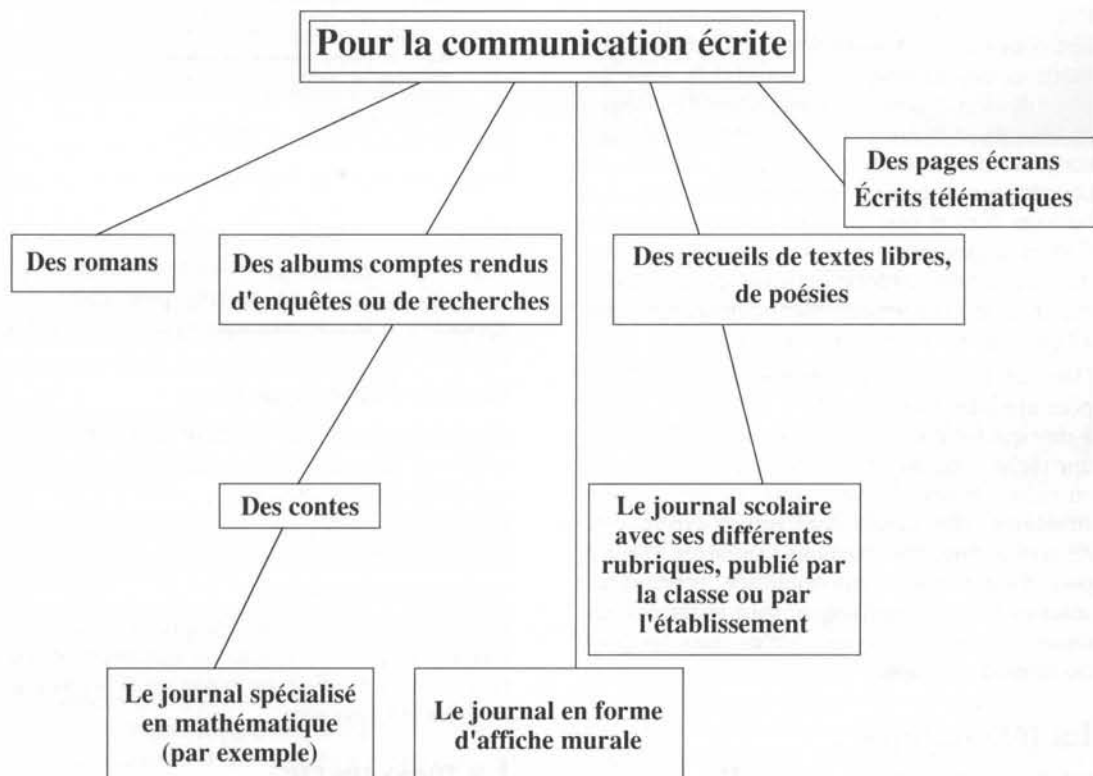 Pour la communication écrite
Des pages écrans
Écrits télématiques
Des romans
Des albums comptes rendus
d'enquêtes ou de recherches
Des recueils de textes libres,
de poésies
Des contes
Le journal scolaire
avec ses différentes
rubriques, publié par
la classe ou par
l'établissement
Le journal spécialisé
en mathématique
(par exemple)
Le journal en forme
d'affiche murale